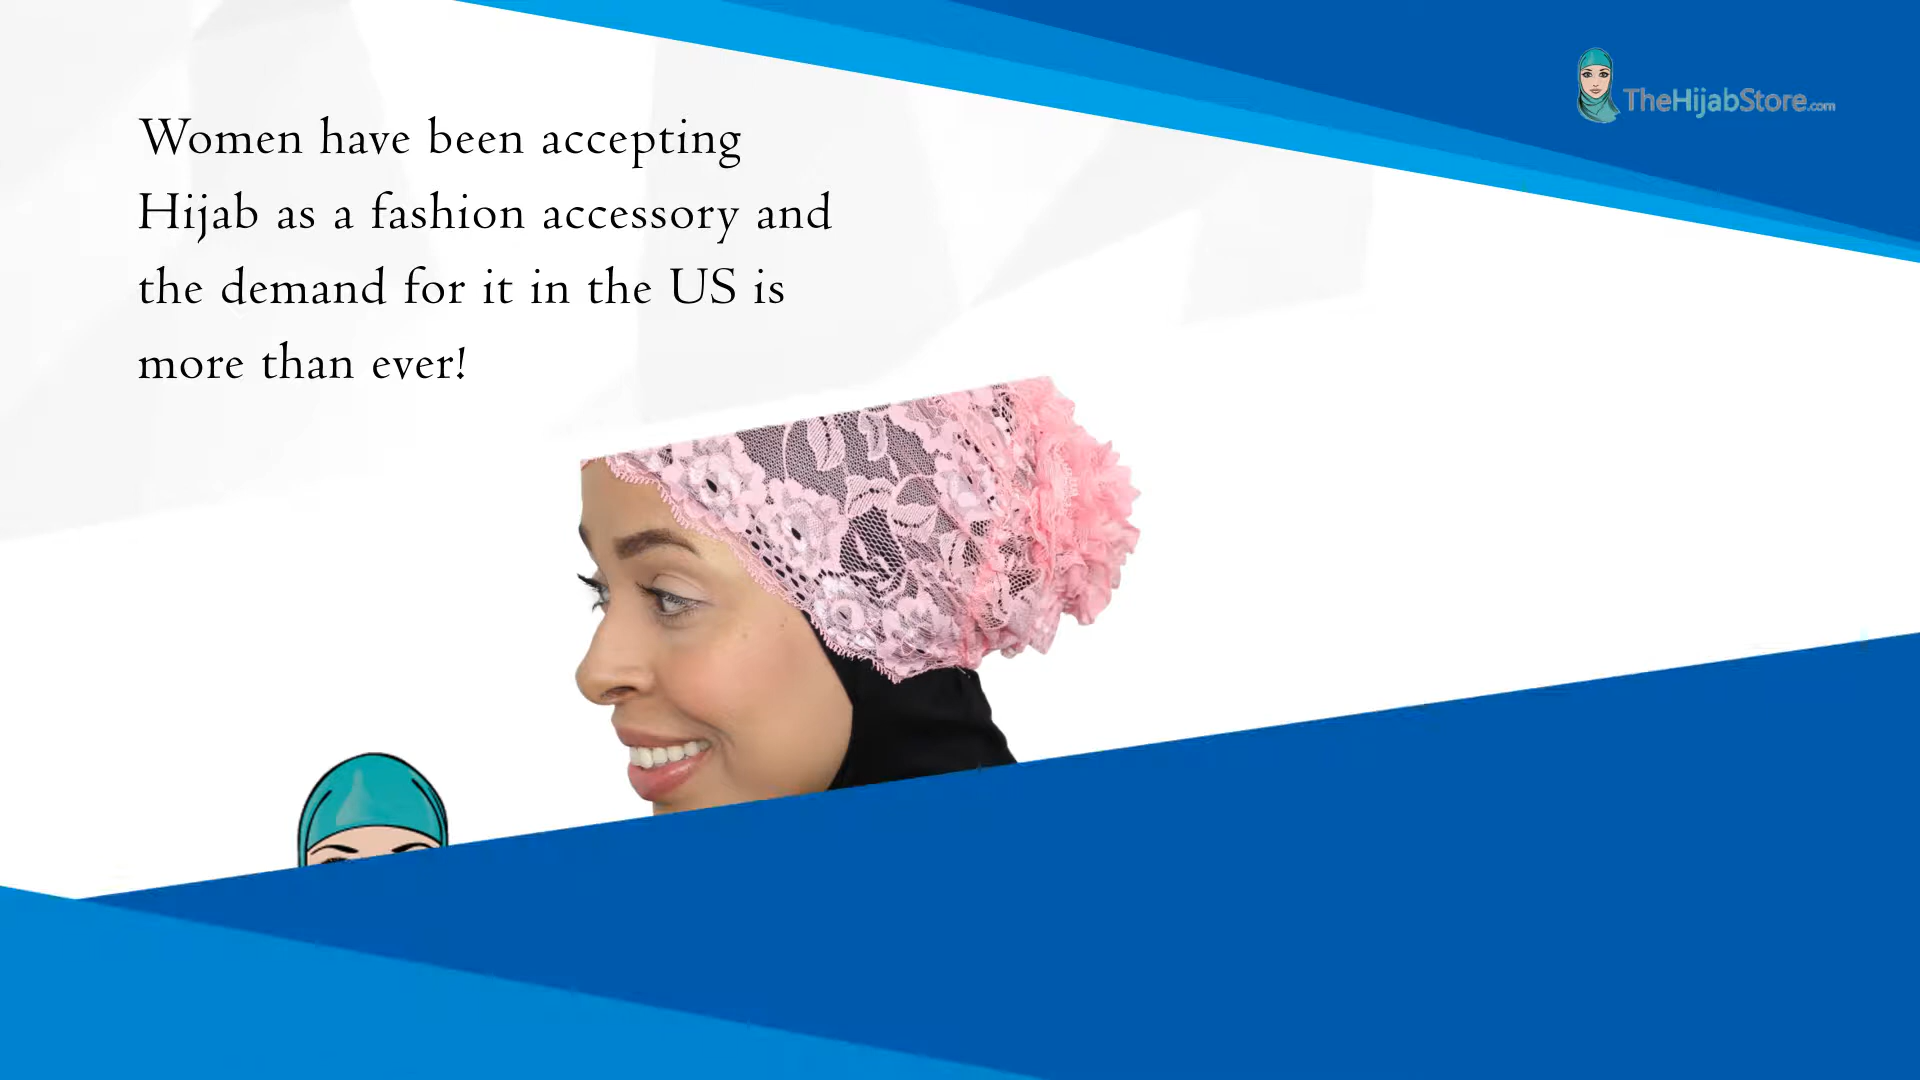 TheHijabStore.com
Women have been accepting
Hijab as a fashion accessory and
the demand for it in the US is
more than ever!